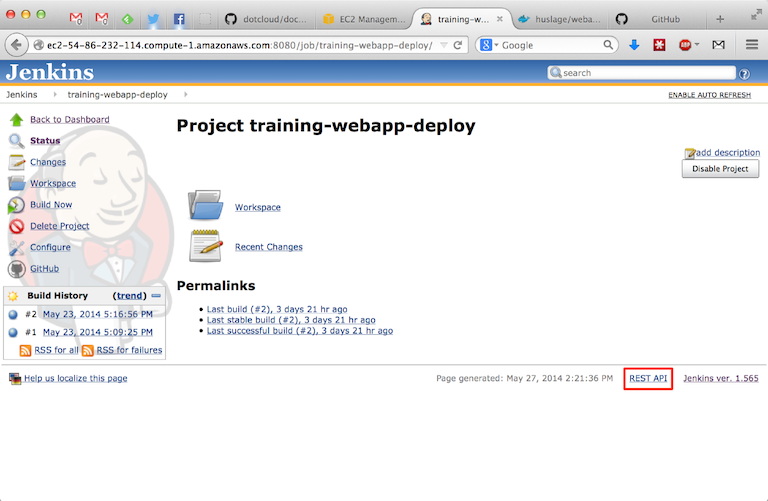 dotcloud/doc...
EC2 Managem...
training-w...
huslage/weba...
GitHub
ec2-54-86-232-114.compute-1.amazonaws.com:8080/job/training-webapp-deploy/
Google
Jenkins
search
Jenkins
training-webapp-deploy
ENABLE AUTO REFRESH
Back to Dashboard
Status
Changes
Workspace
Build Now
Delete Project
Configure
GitHub
Build History (trend)
#2 May 23, 2014 5:16:56 PM
#1 May 23, 2014 5:09:25 PM
RSS for all RSS for failures
Project training-webapp-deploy
add description
Disable Project
Workspace
Recent Changes
Permalinks
Last build (#2), 3 days 21 hr ago
Last stable build (#2), 3 days 21 hr ago
Last successful build (#2), 3 days 21 hr ago
Help us localize this page
Page generated: May 27, 2014 2:21:36 PM
REST API
Jenkins ver. 1.565